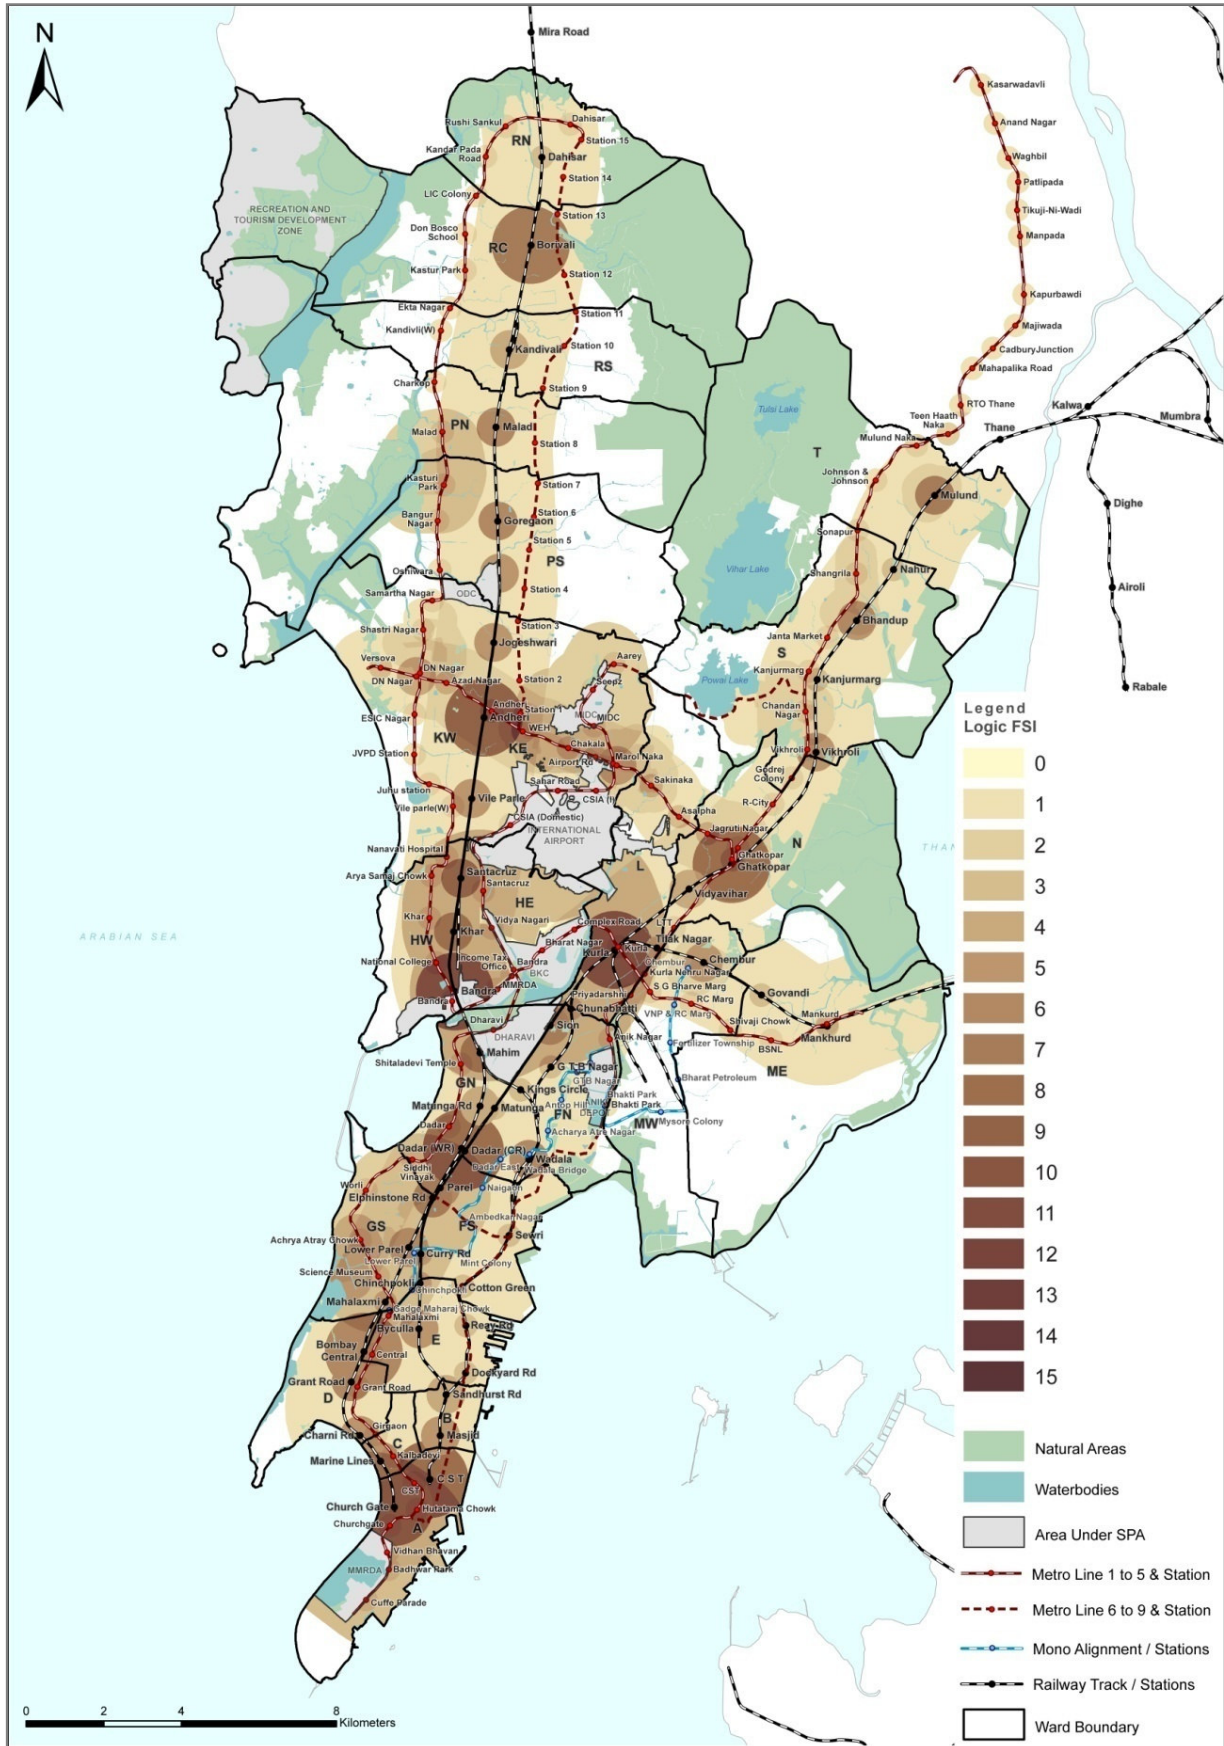 N
Mira Road
Kasarwadavli
Anand Nagar
Waghbil
Patlipada
Tikuji-Ni-Wadi
Manpada
Kapurbawdi
Majiwada
CadburyJunction
Mahapalika Road
RTO Thane
Teen Haath
Naka
Mulund Naka
Thane
Kalwa
Mumbra
Dighe
Airoli
Rabale
Rushi Sankul
Dahisar
RN
Station 15
Kandar Pada
Road
Dahisar
Station 14
LIC Colony
RECREATION AND
TOURISM DEVELOPMENT
ZONE
Station 13
Don Bosco
School
RC
Borivali
Kastur Park
Station 12
Ekta Nagar
Station 11
Kandivli(W)
Kandivali
Station 10
RS
Charkop
Station 9
Tulsi Lake
PN
Malad
Malad
Station 8
T
Johnson &
Johnson
Mulund
Kasturi
Park
Station 7
Bangur
Nagar
Goregaon
Station 6
Station 5
PS
Sonapur
Oshiwara
ODC
Station 4
Vihar Lake
Shangrila
Nahur
Samartha Nagar
Shastri Nagar
Station 3
Bhandup
Jogeshwari
Janta Market
S
Versova
DN Nagar
Aarey
Kanjurmarg
Kanjurmarg
DN Nagar
Azad Nagar
Station 2
Seepz
Powai Lake
ESIC Nagar
Andheri
Station 1
Andheri
MIDC
MIDC
Chandan
Nagar
KW
WEH
KE
Chakala
JVPD Station
Airport Rd
Marol Naka
Vikhroli
Vikhroli
Juhu station
Sahar Road
Sakinaka
Godrej
Colony
Vile Parle
Vile parle(W)
CSIA (I)
R-City
Asalpha
CSIA (Domestic)
INTERNATIONAL
AIRPORT
Jagruti Nagar
N
Nanavati Hospital
Ghatkopar
Ghatkopar
THAN
Arya Samaj Chowk
Santacruz
Santacruz
L
HE
Vidyavihar
Khar
Vidya Nagari
Complex Road
LTT
ARABIAN SEA
HW
Khar
Bharat Nagar
Kurla
Kurla
Tilak Nagar
National College
Income Tax
Office
Bandra
BKC
Chembur
Chembur
Kurla Nehru Nagar
MMRDA
Bandra
Bandra
Priyadarshni
S G Bharve Marg
Govandi
Chunabhatti
RC Marg
VNP & RC Marg
Mankurd
Dharavi
DHARAVI
Sion
Shivaji Chowk
Mankhurd
Mahim
Anik Nagar
BSNL
Fertilizer Township
Shitaladevi Temple
G T B Nagar
ME
GN
GTB Nagar
Bharat Petroleum
Kings Circle
Bhakti Park
Matunga Rd
Matunga
Antop Hill
ANIK
DEPO
Bhakti Park
FN
MW
Mysore Colony
Dadar
Acharya Atre Nagar
Dadar (WR)
Dadar (CR)
Wadala
Siddhi
Vinayak
Dadar East
Wadala Bridge
Worli
Parel
Naigaon
Elphinstone Rd
GS
Ambedkar Nagar
FS
Achrya Atray Chowk
Sewri
Lower Parel
Curry Rd
Lower Parel
Mint Colony
Science Museum
Chinchpokli
Chinchpokli
Cotton Green
Mahalaxmi
Gadge Maharaj Chowk
Mahalaxmi
Byculla
Reay Rd
Bombay
Central
E
Central
Grant Road
Dockyard Rd
Grant Road
D
Sandhurst Rd
Girgaon
B
Charni Rd
C
Masjid
Marine Lines
Kalbadevi
C S T
CST
Church Gate
Hutatama Chowk
Churchgate
A
Vidhan Bhavan
MMRDA
Badhwar Park
Cuffe Parade
Legend
Logic FSI
0
1
2
3
4
5
6
7
8
9
10
11
12
13
14
15
Natural Areas
Waterbodies
Area Under SPA
Metro Line 1 to 5 & Station
Metro Line 6 to 9 & Station
Mono Alignment / Stations
Railway Track / Stations
Ward Boundary
0 2 4 8
Kilometers